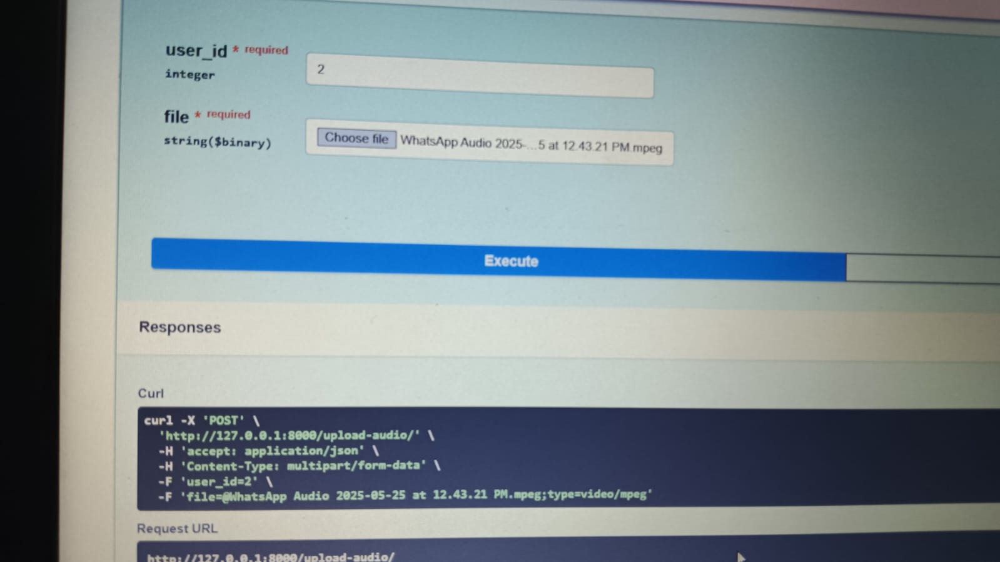 user_id * required
integer
2
file * required
string($binary)
Choose file WhatsApp Audio 2025-...5 at 12.43.21 PM.mpeg
Execute
Responses
Curl
curl -X 'POST' \
'http://127.0.0.1:8000/upload-audio/' \
-H 'accept: application/json' \
-H 'Content-Type: multipart/form-data' \
-F 'user_id=2' \
-F 'file=@WhatsApp Audio 2025-05-25 at 12.43.21 PM.mpeg;type=video/mpeg'
Request URL
http://127.0.0.1:8000/upload-audio/